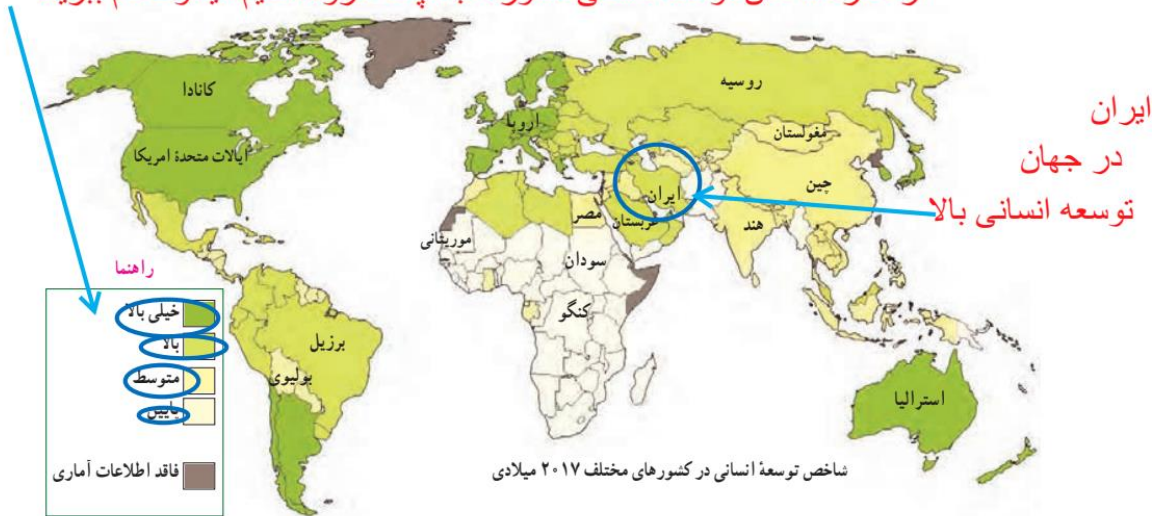 کانادا
ایالات متحدهٔ امریکا
اروپا
روسیه
مغولستان
چین
ایران
مصر
عربستان
هند
موریتانی
سودان
کنگو
برزیل
بولیوی
استرالیا
ایران
در جهان
توسعه انسانی بالا
راهنما
خیلی بالا
بالا
متوسط
پایین
فاقد اطلاعات آماری
شاخص توسعهٔ انسانی در کشورهای مختلف ۲۰۱۷ میلادی